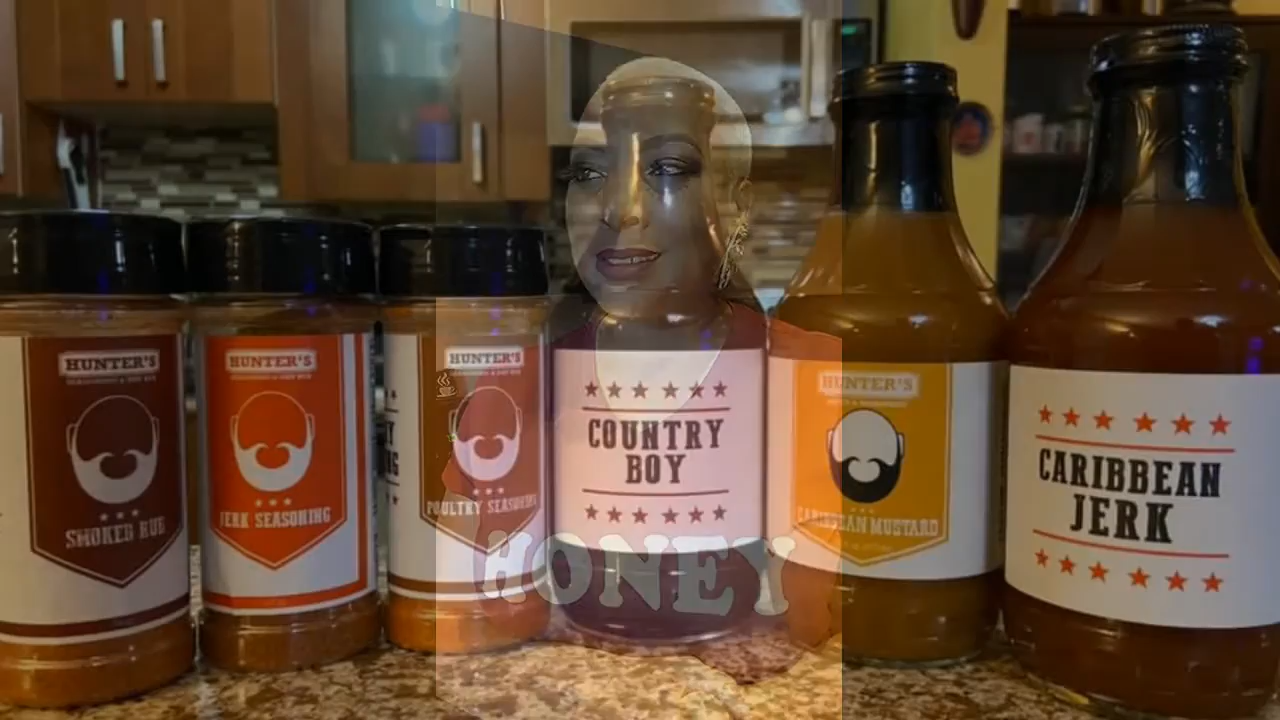 HUNTER'S
SMOKED RUB
HUNTER'S
JERK SEASONING
HUNTER'S
POULTRY SEASONING
COUNTRY
BOY
HUNTER'S
CARIBBEAN MUSTARD
CARIBBEAN
JERK
HONEY